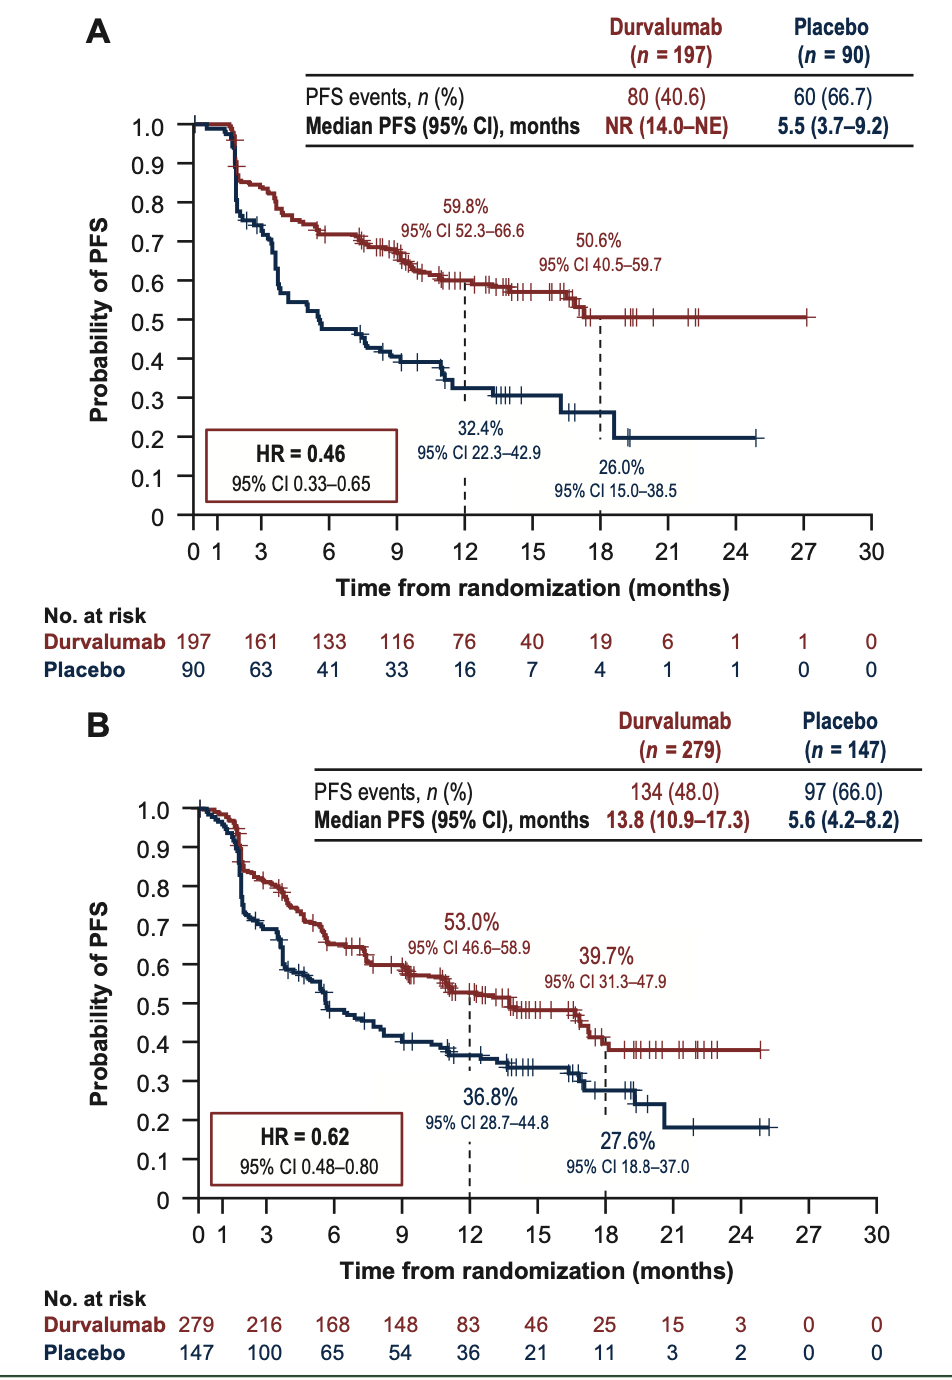 A
Durvalumab Placebo
(n = 197) (n = 90)
PFS events, n (%) 80 (40.6) 60 (66.7)
Median PFS (95% CI), months NR (14.0–NE) 5.5 (3.7–9.2)
Probability of PFS
1.0
0.9
0.8
0.7
0.6
0.5
0.4
0.3
0.2
0.1
0
59.8%
95% CI 52.3–66.6
50.6%
95% CI 40.5–59.7
32.4%
95% CI 22.3–42.9
26.0%
95% CI 15.0–38.5
HR = 0.46
95% CI 0.33–0.65
0 1 3 6 9 12 15 18 21 24 27 30
Time from randomization (months)
No. at risk
Durvalumab 197 161 133 116 76 40 19 6 1 1 0
Placebo 90 63 41 33 16 7 4 1 1 0 0
B
Durvalumab Placebo
(n = 279) (n = 147)
PFS events, n (%) 134 (48.0) 97 (66.0)
Median PFS (95% CI), months 13.8 (10.9–17.3) 5.6 (4.2–8.2)
Probability of PFS
1.0
0.9
0.8
0.7
0.6
0.5
0.4
0.3
0.2
0.1
0
53.0%
95% CI 46.6–58.9
39.7%
95% CI 31.3–47.9
36.8%
95% CI 28.7–44.8
27.6%
95% CI 18.8–37.0
HR = 0.62
95% CI 0.48–0.80
0 1 3 6 9 12 15 18 21 24 27 30
Time from randomization (months)
No. at risk
Durvalumab 279 216 168 148 83 46 25 15 3 0 0
Placebo 147 100 65 54 36 21 11 3 2 0 0